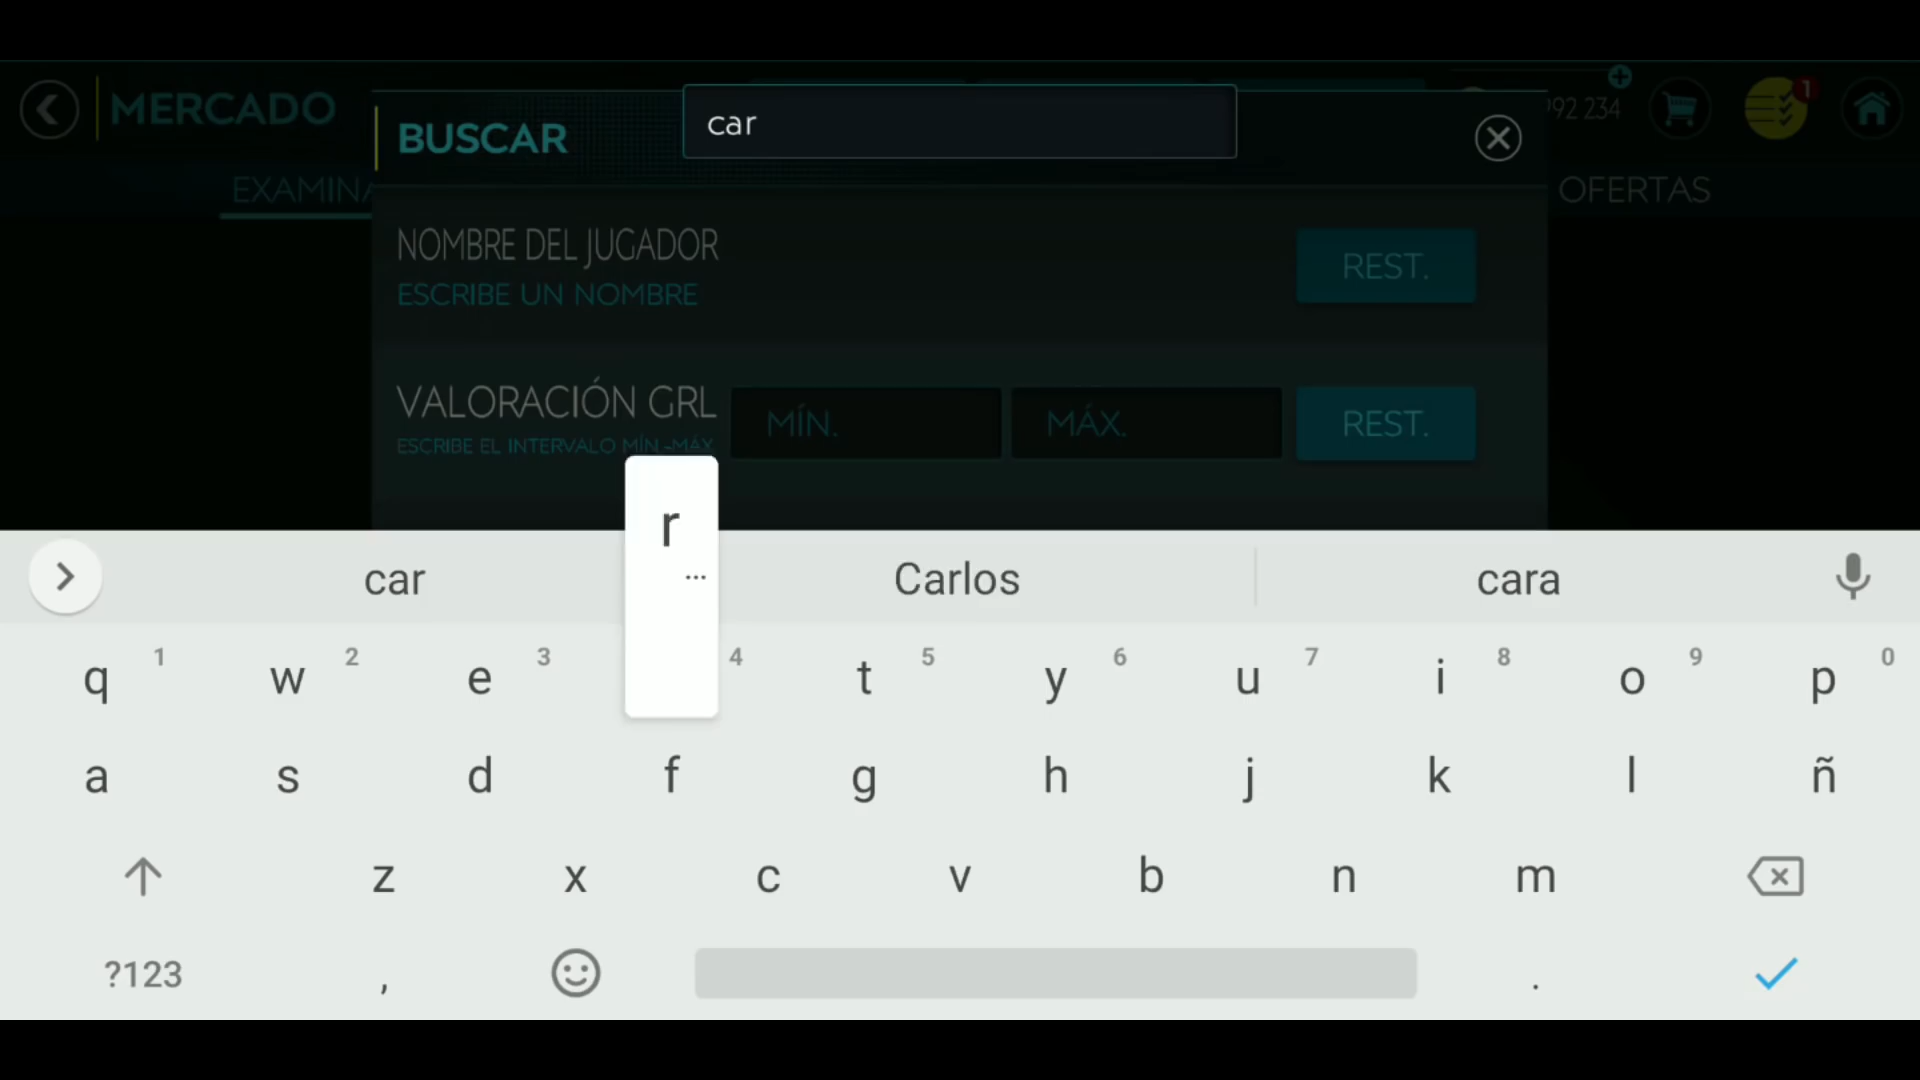 MERCADO
BUSCAR
car
992 234
1
EXAMINA
OFERTAS
NOMBRE DEL JUGADOR
ESCRIBE UN NOMBRE
REST.
VALORACIÓN GRL
ESCRIBE EL INTERVALO MÍN.-MÁX.
MÍN.
MÁX.
REST.
r
...
car
Carlos
cara
q 1 w 2 e 3 4 t 5 y 6 u 7 i 8 o 9 p 0
a s d f g h j k l ñ
z x c v b n m
?123 , .